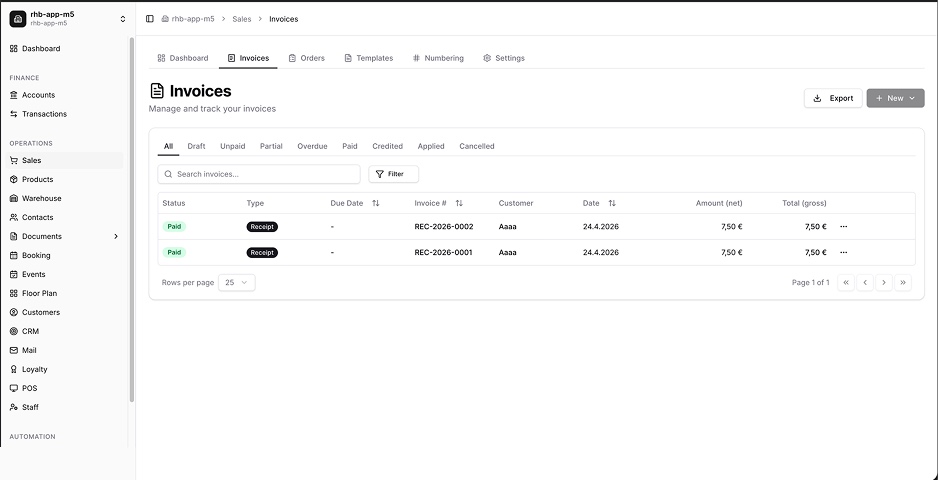 rhb-app-m5
rhb-app-m5
Dashboard
FINANCE
Accounts
Transactions
OPERATIONS
Sales
Products
Warehouse
Contacts
Documents
Booking
Events
Floor Plan
Customers
CRM
Mail
Loyalty
POS
Staff
AUTOMATION
rhb-app-m5 > Sales > Invoices
Dashboard Invoices Orders Templates Numbering Settings
Invoices
Manage and track your invoices
Export
New
All Draft Unpaid Partial Overdue Paid Credited Applied Cancelled
Search invoices...
Filter
Status Type Due Date Invoice # Customer Date Amount (net) Total (gross)
Paid Receipt - REC-2026-0002 Aaaa 24.4.2026 7,50 € 7,50 € ...
Paid Receipt - REC-2026-0001 Aaaa 24.4.2026 7,50 € 7,50 € ...
Rows per page 25
Page 1 of 1